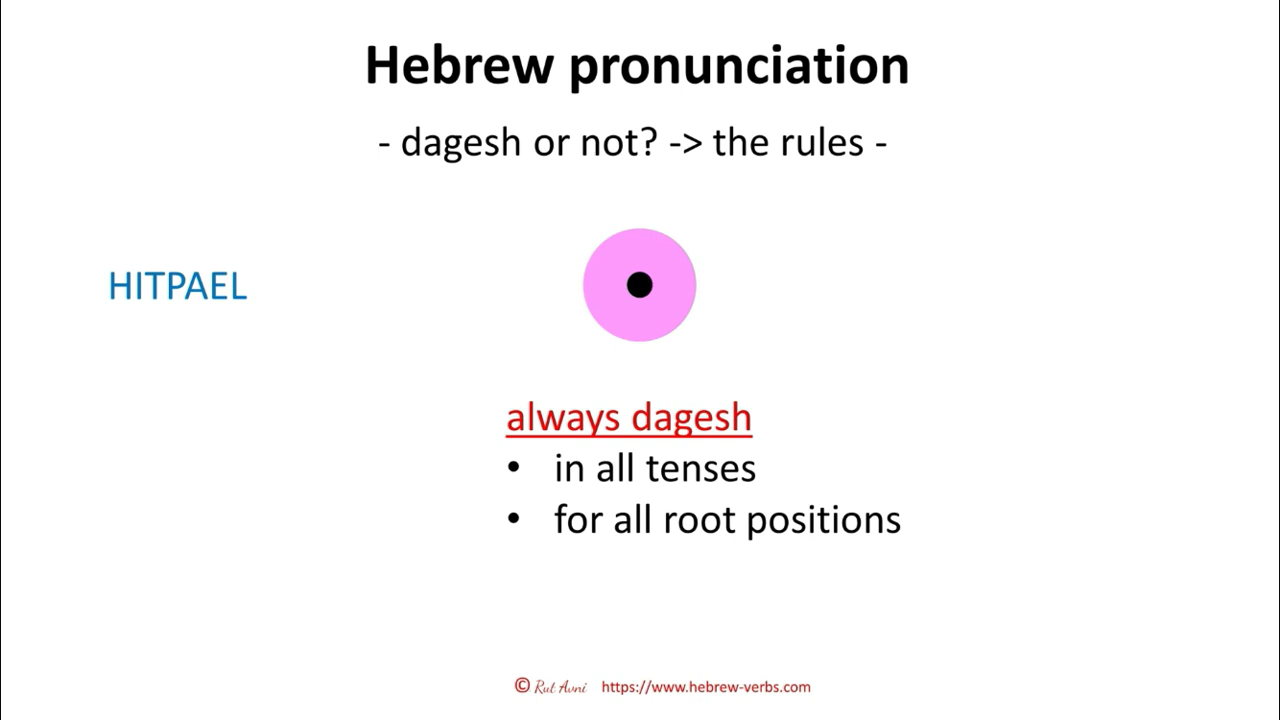 Hebrew pronunciation
- dagesh or not? -> the rules -
HITPAEL
always dagesh
• in all tenses
• for all root positions
© Rut Avni https://www.hebrew-verbs.com